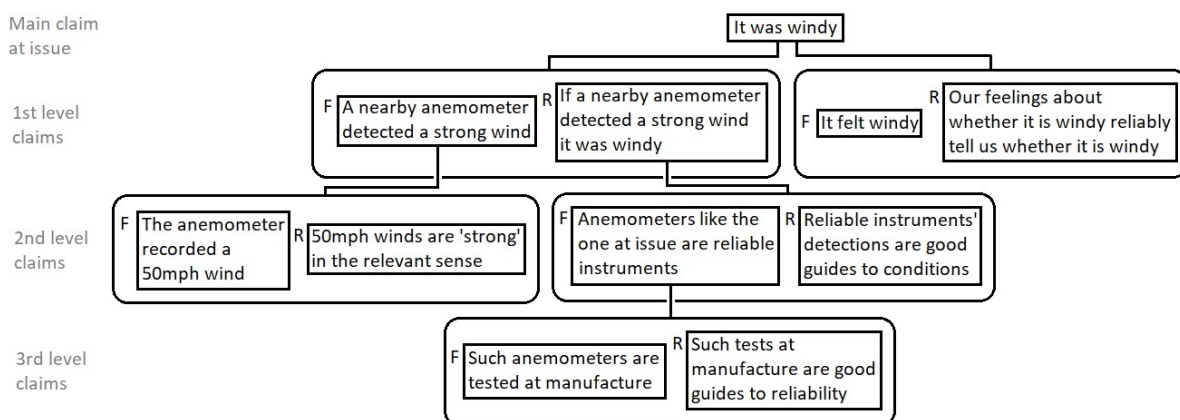 Main claim
at issue
It was windy
1st level
claims
F
A nearby anemometer
detected a strong wind
R
If a nearby anemometer
detected a strong wind
it was windy
F
It felt windy
R
Our feelings about
whether it is windy reliably
tell us whether it is windy
2nd level
claims
F
The anemometer
recorded a
50mph wind
R
50mph winds are 'strong'
in the relevant sense
F
Anemometers like the
one at issue are reliable
instruments
R
Reliable instruments'
detections are good
guides to conditions
3rd level
claims
F
Such anemometers are
tested at manufacture
R
Such tests at
manufacture are good
guides to reliability